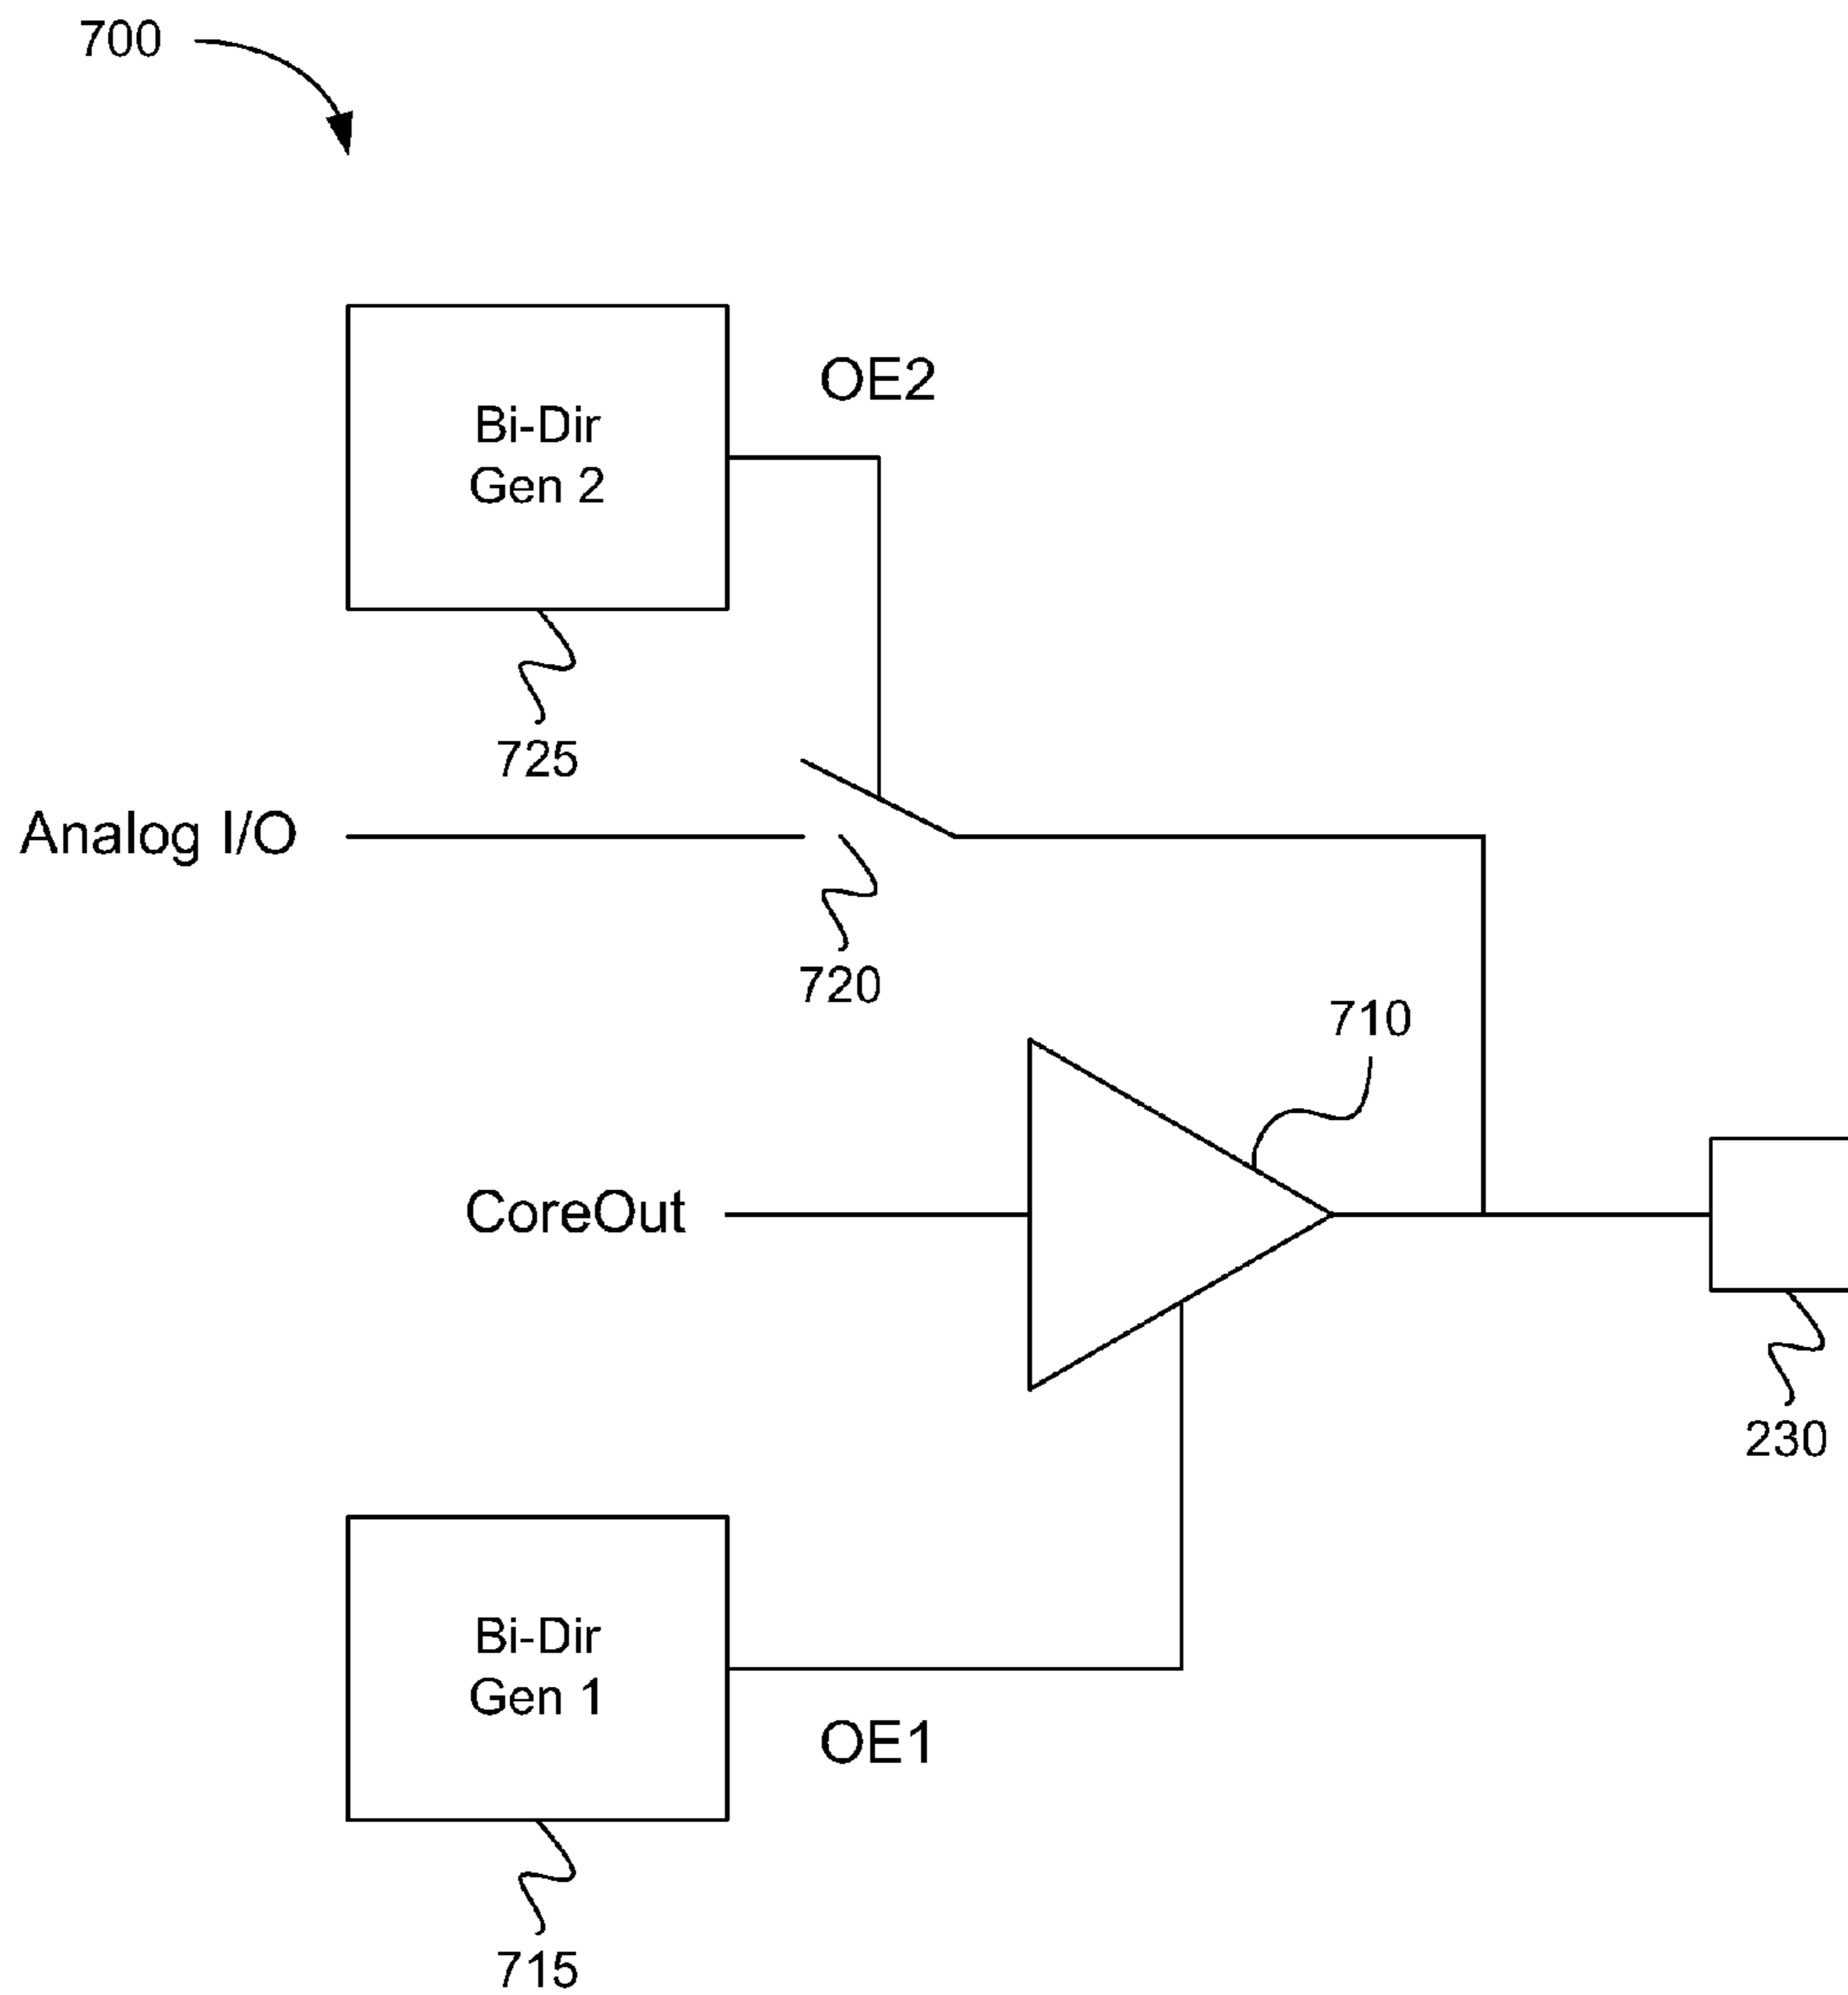 700
OE2
Bi-Dir
Gen 2
725
Analog I/O
720
710
CoreOut
230
Bi-Dir
Gen 1
OE1
715